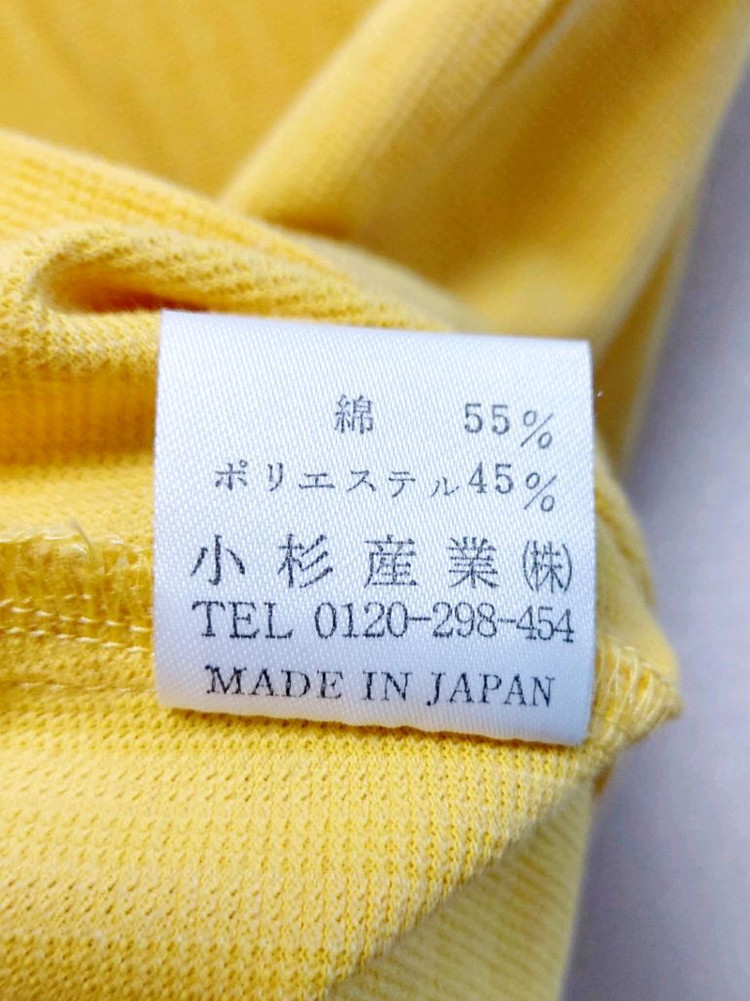 綿 55%
ポリエステル45%
小杉産業(株)
TEL 0120-298-454
MADE IN JAPAN